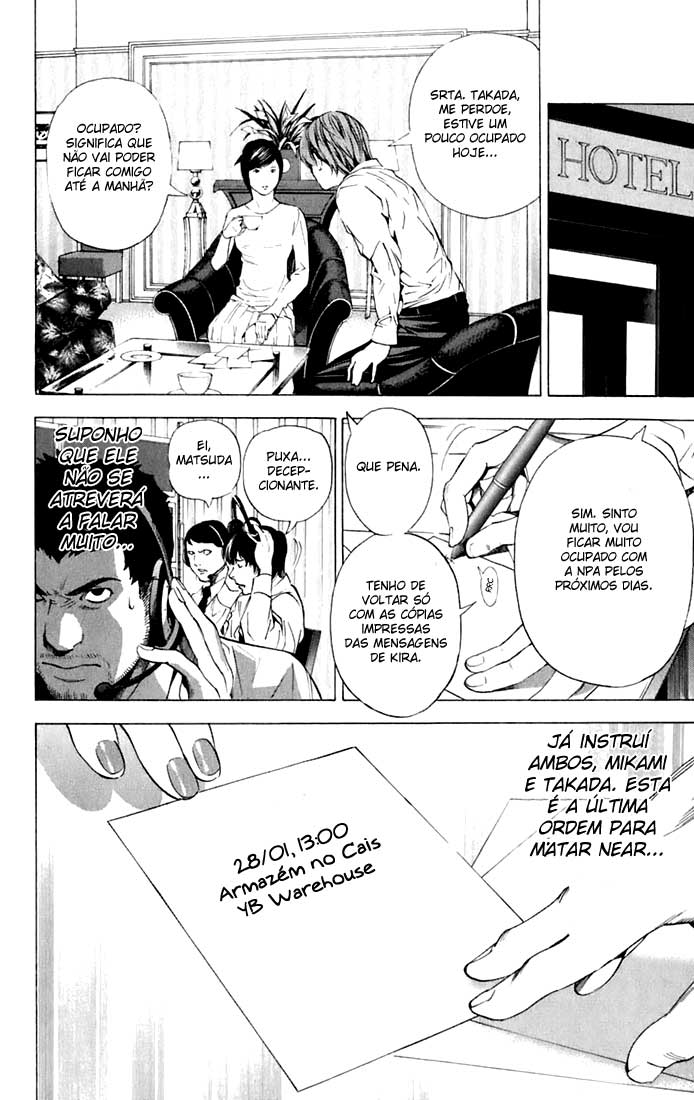 HOTEL
SRTA. TAKADA,
ME PERDOE,
ESTIVE UM
POUCO OCUPADO
HOJE...
OCUPADO?
SIGNIFICA QUE
NÃO VAI PODER
FICAR COMIGO
ATÉ A MANHÃ?
SIM. SINTO
MUITO, VOU
FICAR MUITO
OCUPADO COM
A NPA PELOS
PRÓXIMOS DIAS.
QUE PENA.
TENHO DE
VOLTAR SÓ
COM AS CÓPIAS
IMPRESSAS
DAS MENSAGENS
DE KIRA.
PUXA...
DECEP-
CIONANTE.
EI,
MATSUDA
...
SUPONHO
QUE ELE
NÃO SE
ATREVERÁ
A FALAR
MUITO...
JÁ INSTRUÍ
AMBOS, MIKAMI
E TAKADA. ESTA
É A ÚLTIMA
ORDEM PARA
MATAR NEAR...
28/01, 13:00
Armazém no Cais
YB Warehouse